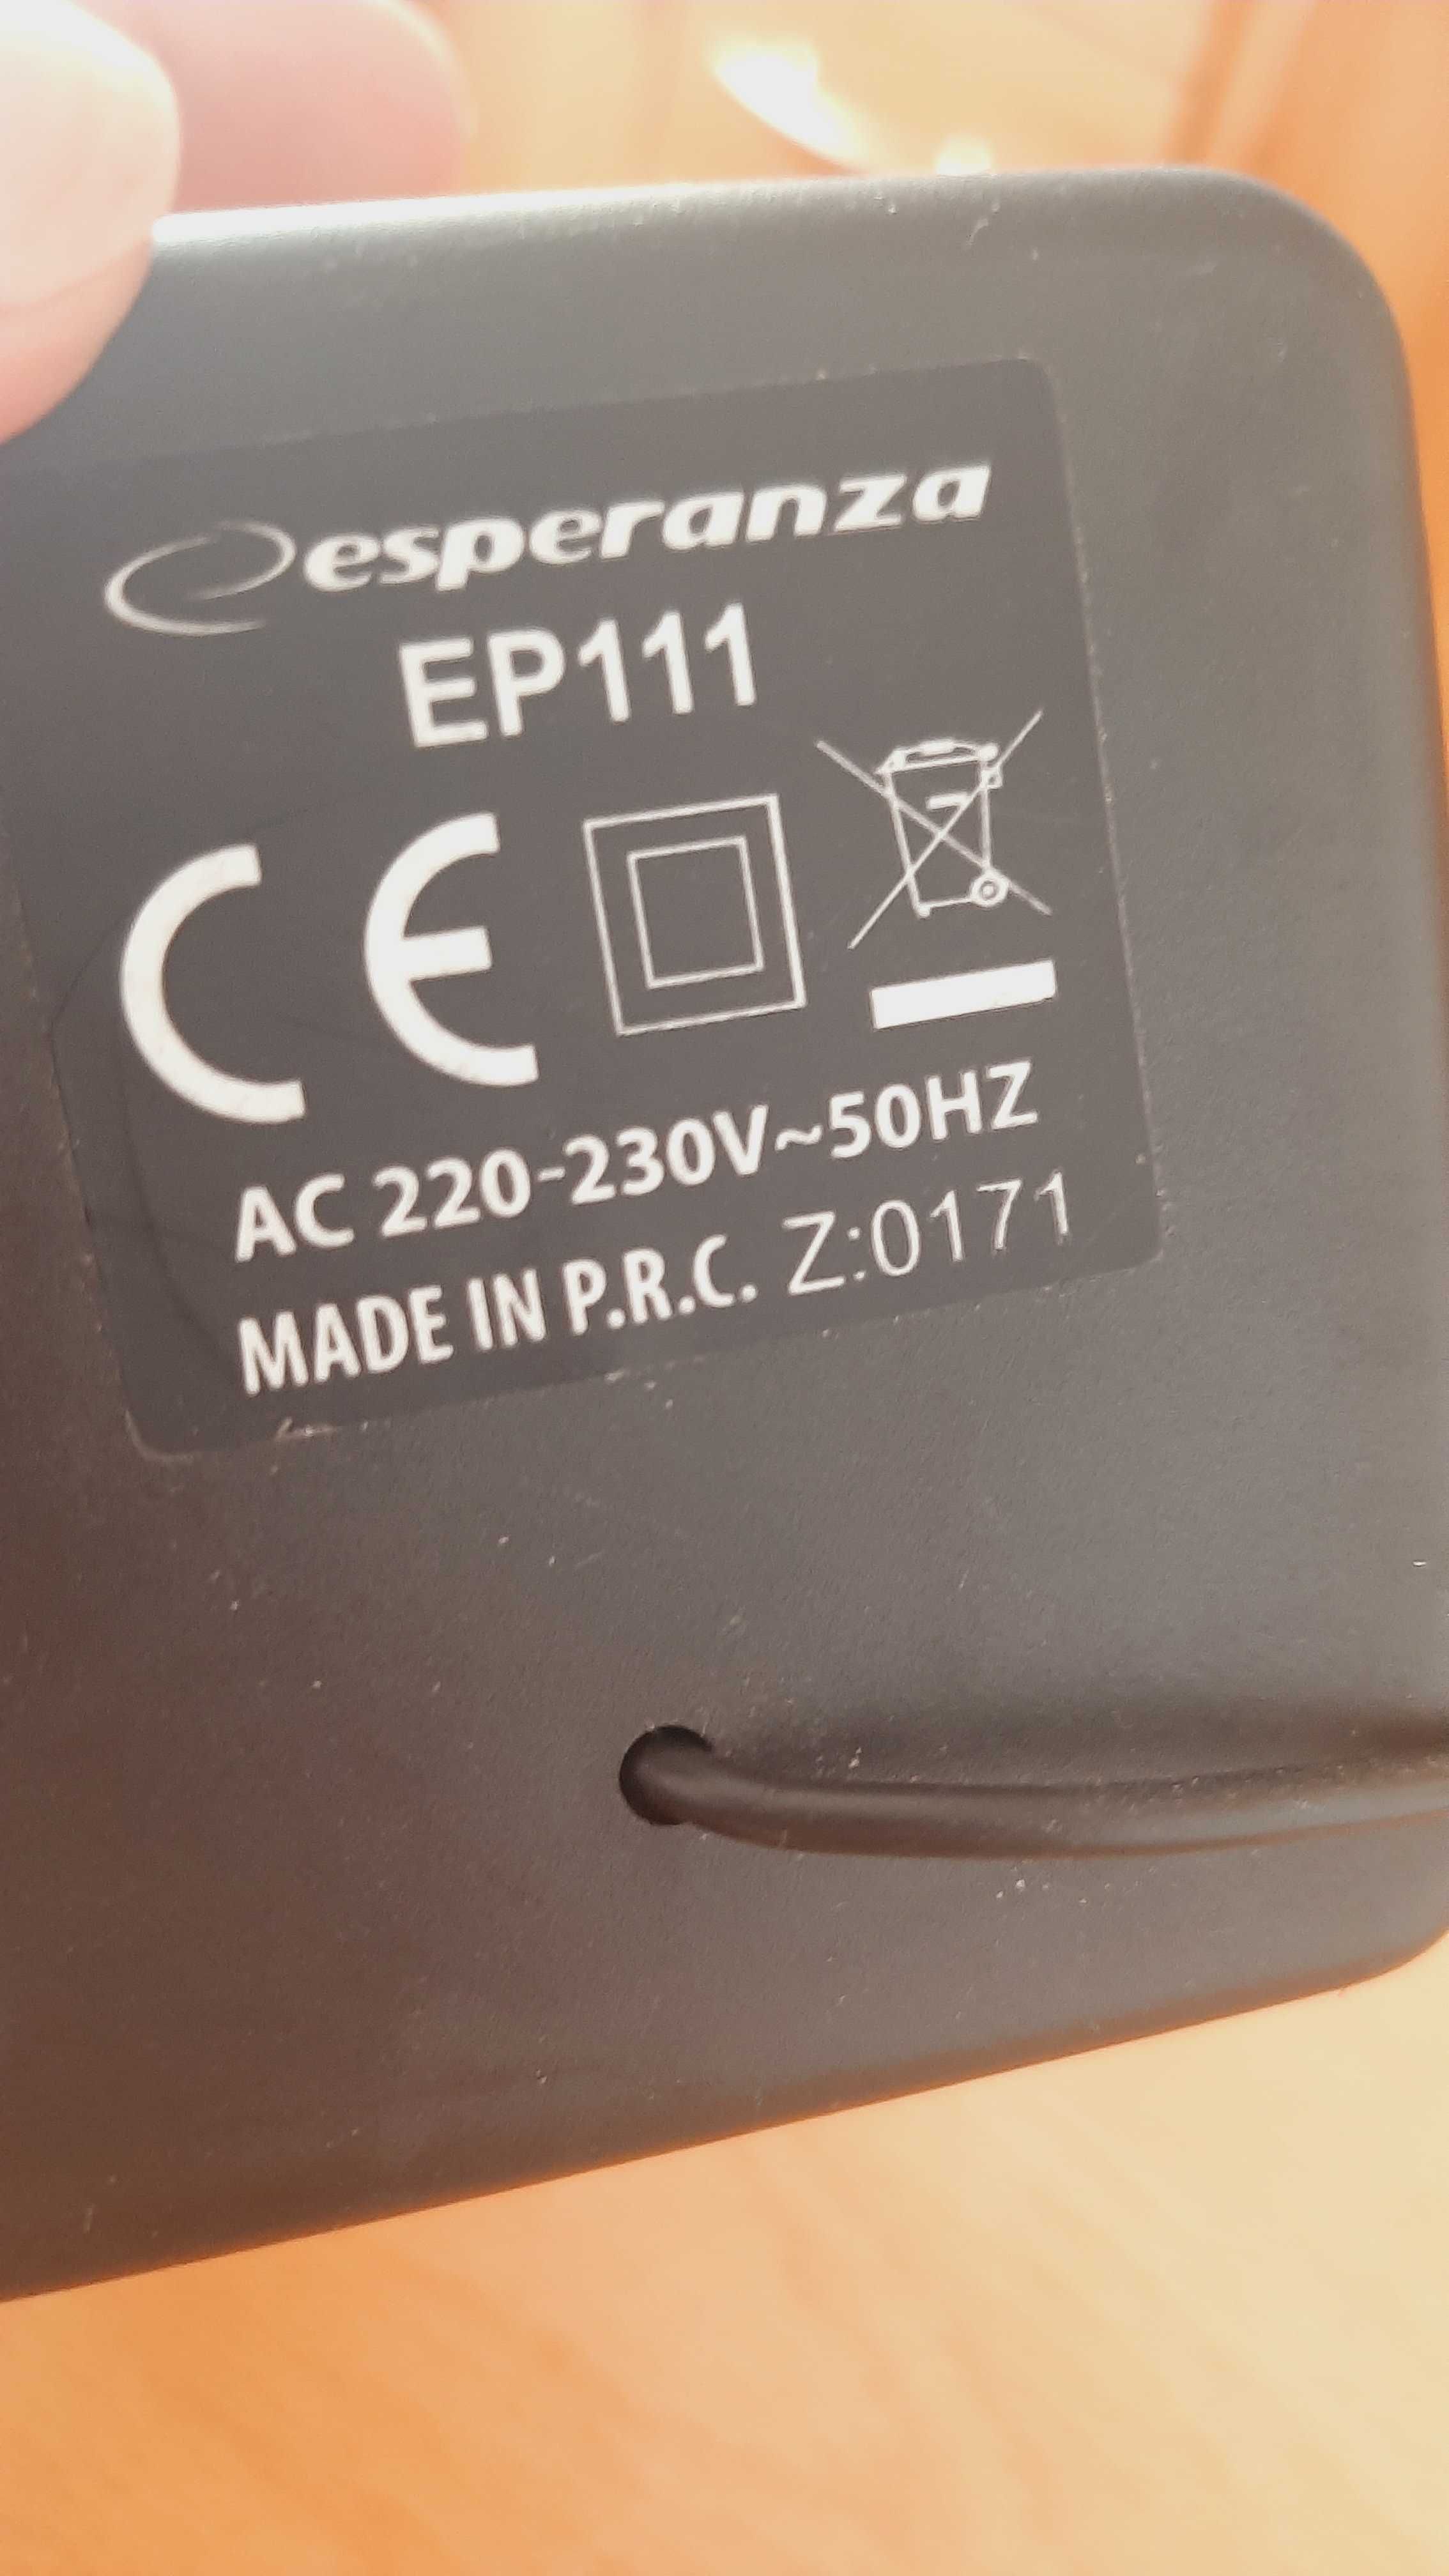 esperanza
EP111
CE
AC 220-230V~50HZ
MADE IN P.R.C. Z:0171